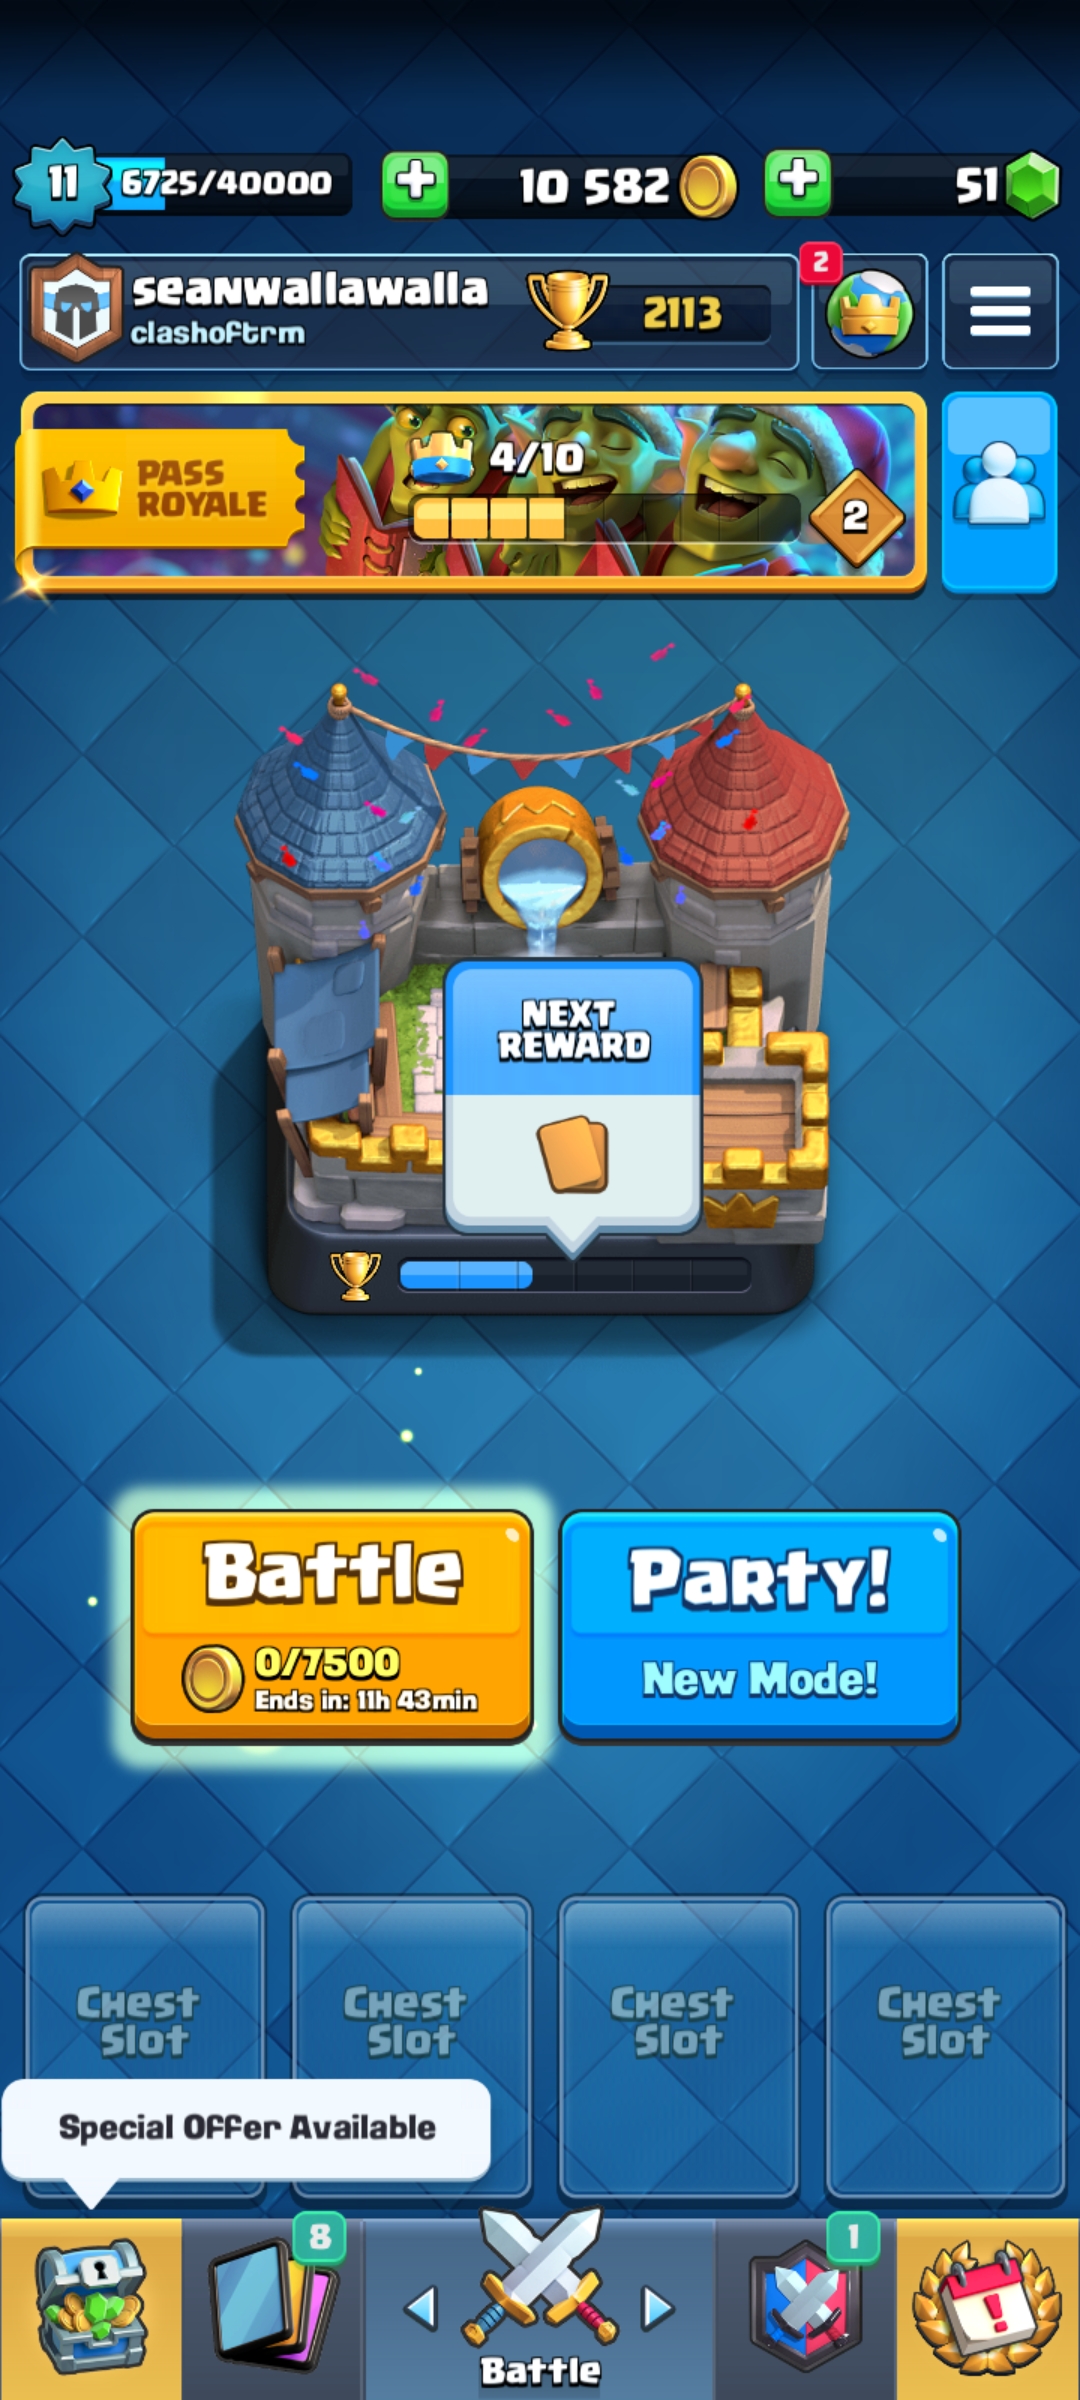 11
6725/40000
10 582
51
seanwallawalla
clashoftrm
2113
2
PASS
ROYALE
4/10
2
NEXT
REWARD
Battle
0/7500
Ends in: 11h 43min
Party!
New Mode!
Chest
Slot
Chest
Slot
Chest
Slot
Chest
Slot
Special Offer Available
8
1
Battle